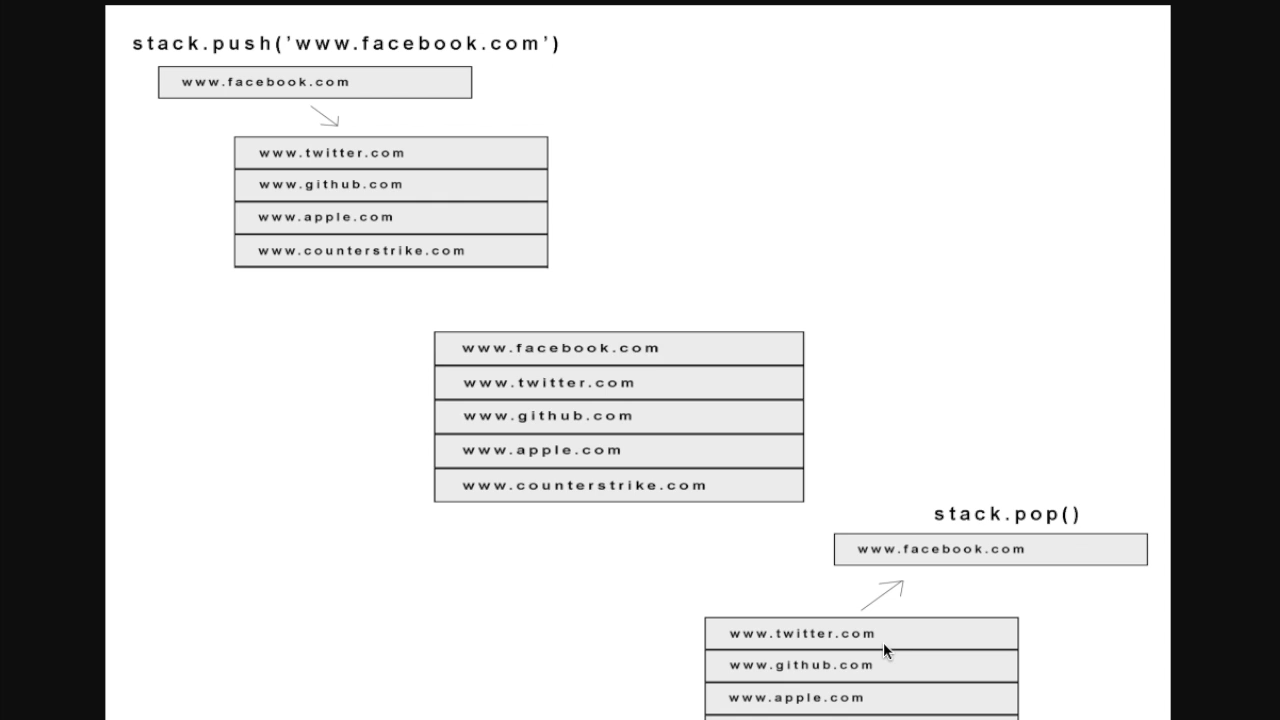 stack.push('www.facebook.com')
www.facebook.com
www.twitter.com
www.github.com
www.apple.com
www.counterstrike.com
www.facebook.com
www.twitter.com
www.github.com
www.apple.com
www.counterstrike.com
stack.pop()
www.facebook.com
www.twitter.com
www.github.com
www.apple.com